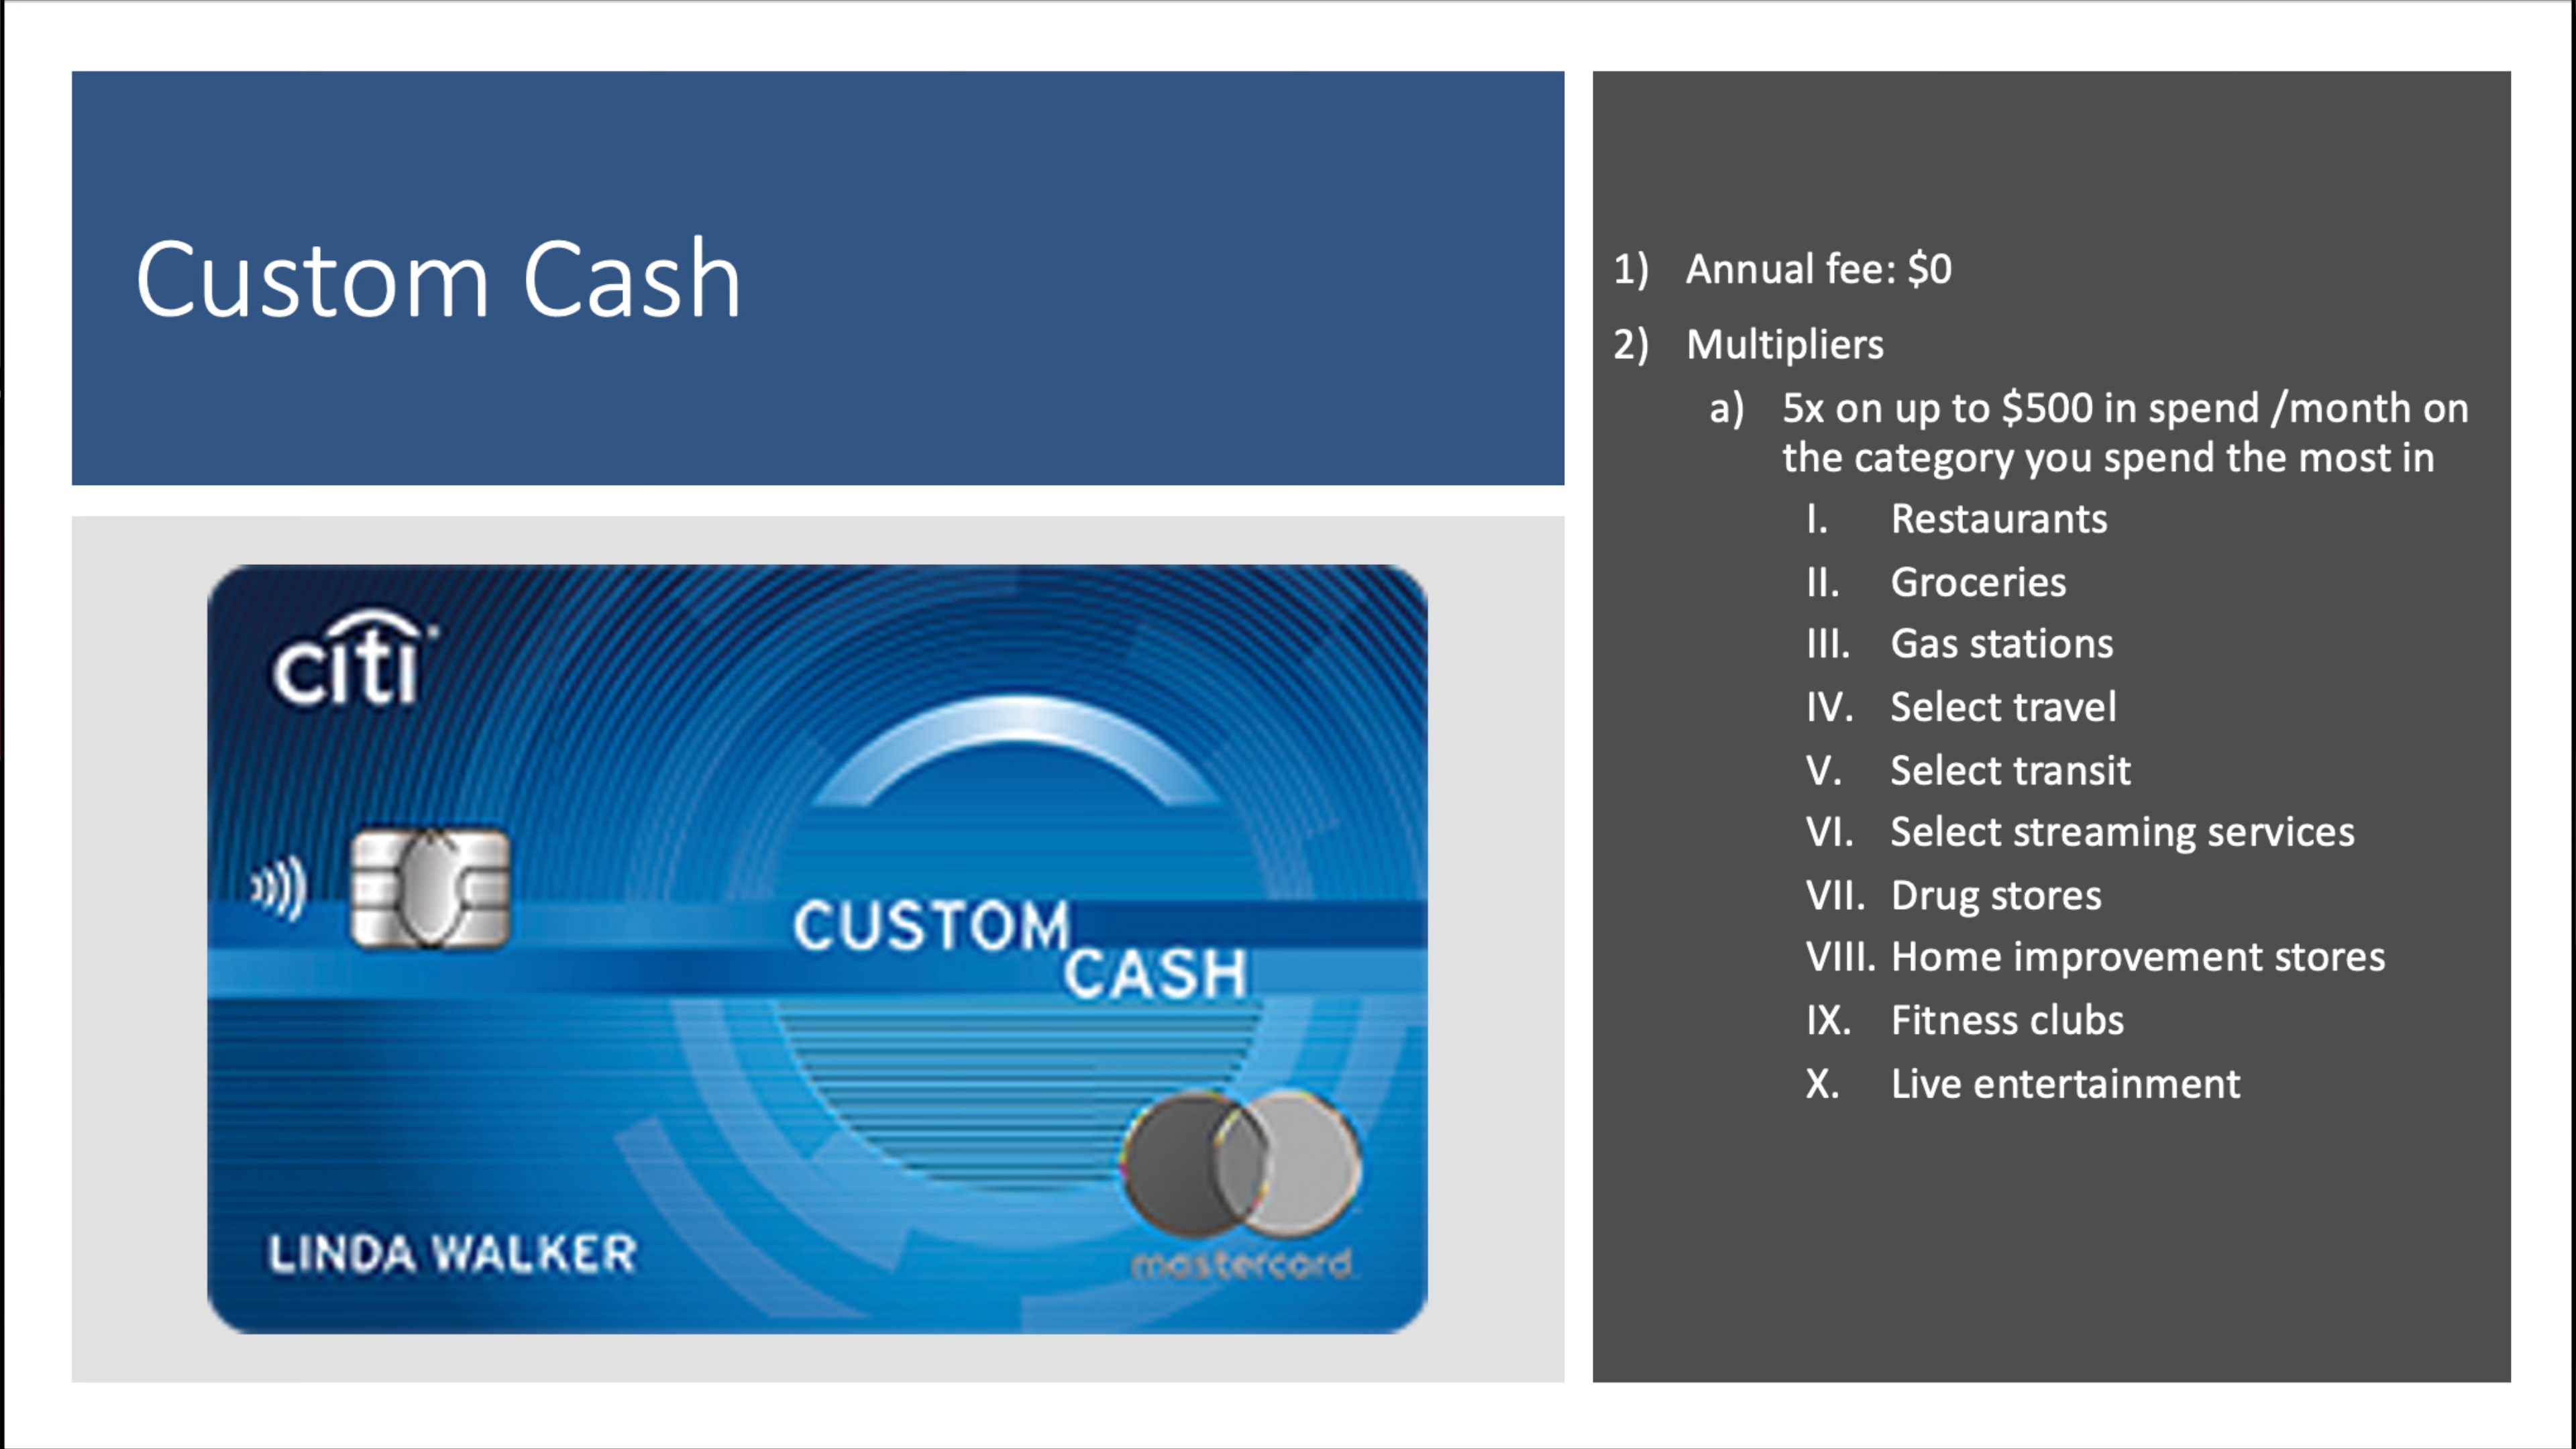 Custom Cash
citi
CUSTOM
CASH
LINDA WALKER
mastercard
1) Annual fee: $0
2) Multipliers
a) 5x on up to $500 in spend /month on
the category you spend the most in
I. Restaurants
II. Groceries
III. Gas stations
IV. Select travel
V. Select transit
VI. Select streaming services
VII. Drug stores
VIII. Home improvement stores
IX. Fitness clubs
X. Live entertainment